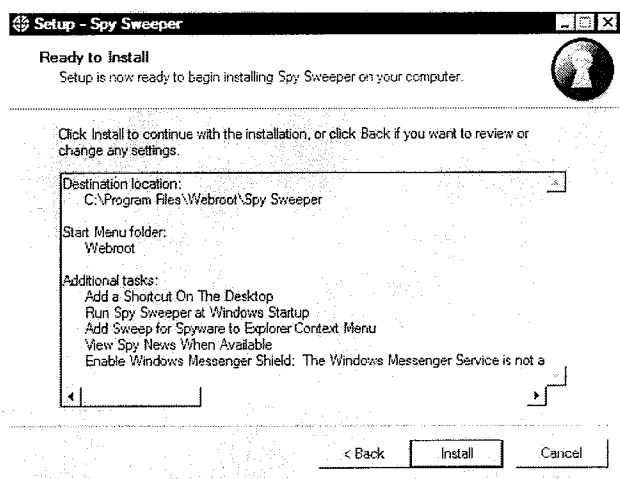 Setup - Spy Sweeper
Ready to Install
Setup is now ready to begin installing Spy Sweeper on your computer.
Click Install to continue with the installation, or click Back if you want to review or
change any settings.
Destination location:
C:\Program Files\Webroot\Spy Sweeper
Start Menu folder:
Webroot
Additional tasks:
Add a Shortcut On The Desktop
Run Spy Sweeper at Windows Startup
Add Sweep for Spyware to Explorer Context Menu
View Spy News When Available
Enable Windows Messenger Shield: The Windows Messenger Service is not a
< Back Install Cancel